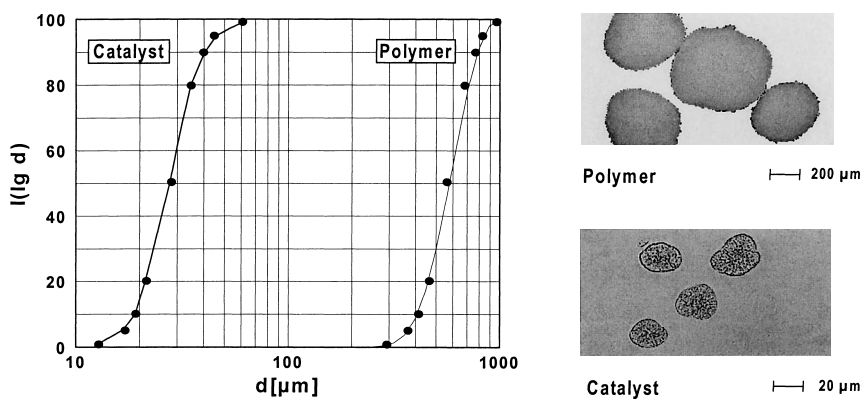 100
80
60
40
20
0
I(lg d)
Catalyst
Polymer
10
100
1000
d[µm]
Polymer
200 µm
Catalyst
20 µm